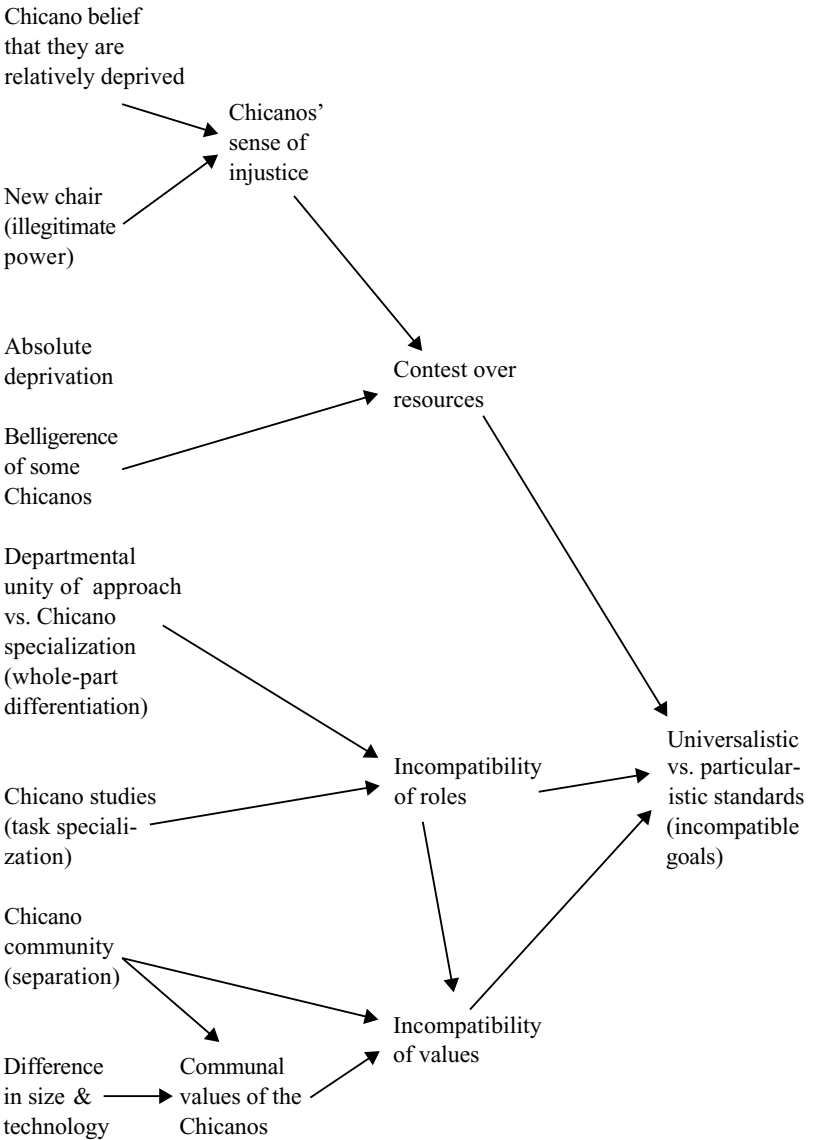 Chicano belief
that they are
relatively deprived
Chicanos’
sense of
injustice
New chair
(illegitimate
power)
Absolute
deprivation
Contest over
resources
Belligerence
of some
Chicanos
Departmental
unity of approach
vs. Chicano
specialization
(whole-part
differentiation)
Universalistic
vs. particular-
istic standards
(incompatible
goals)
Incompatibility
of roles
Chicano studies
(task speciali-
zation)
Chicano
community
(separation)
Incompatibility
of values
Difference
in size &
technology
Communal
values of the
Chicanos